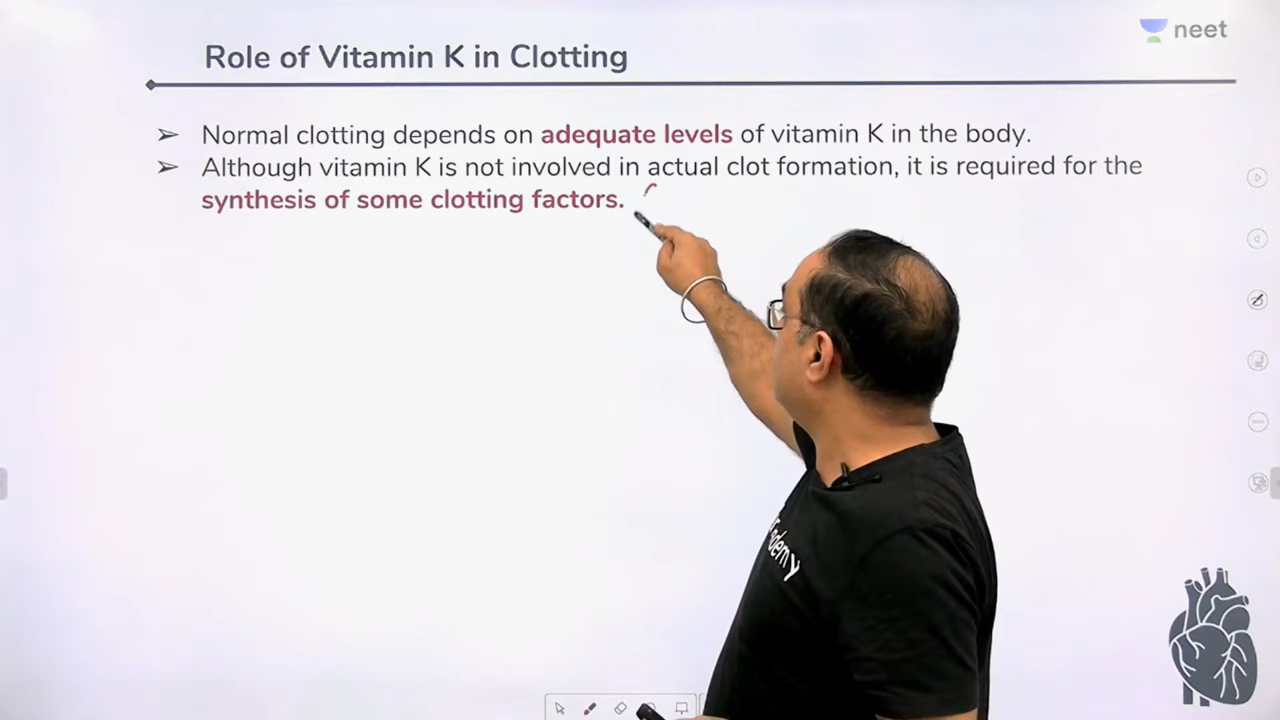 neet
Role of Vitamin K in Clotting
➢ Normal clotting depends on adequate levels of vitamin K in the body.
➢ Although vitamin K is not involved in actual clot formation, it is required for the
synthesis of some clotting factors.